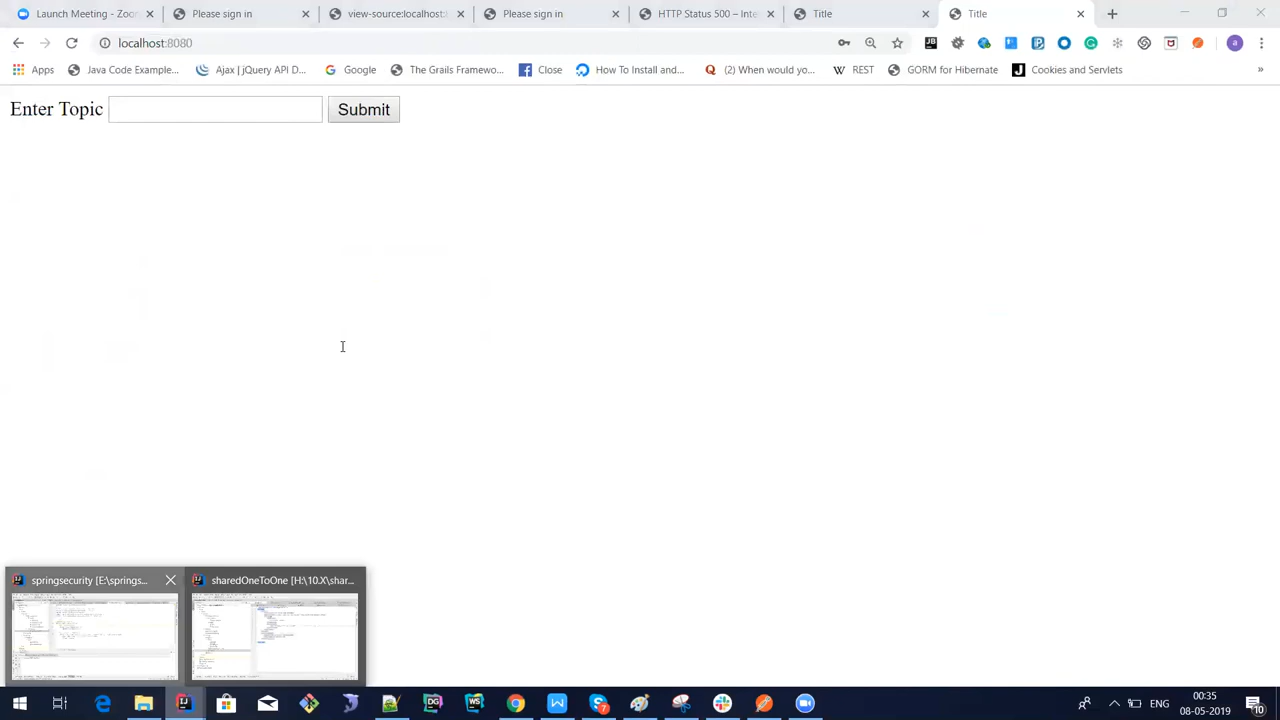 Launch Meeting - Zoo
Please sign in
view-source:localhost:
Please sign in
HTTP Status 500 – Inte
Title
Title
localhost:8080
Apps
Java Code Example...
Ajax | jQuery API D...
Google
The Grails Framewo...
Close
How To Install and...
(2) When would yo...
REST
GORM for Hibernate
Cookies and Servlets
»
Enter Topic
Submit
springsecurity [E:\springs...
sharedOneToOne [H:\10.X\shar...
ENG
00:35
08-05-2019